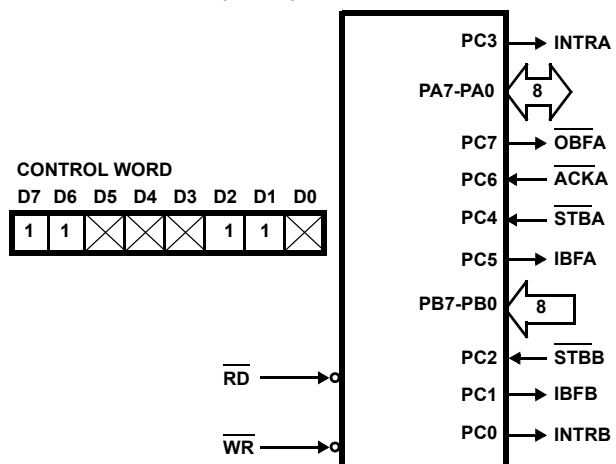 PC3 INTRA
PA7-PA0 8
PC7 OBFA
CONTROL WORD
PC6 ACKA
D7 D6 D5 D4 D3 D2 D1 D0
PC4 STBA
1 1 1 1
PC5 IBFA
PB7-PB0 8
PC2 STBB
RD
PC1 IBFB
PC0 INTRB
WR